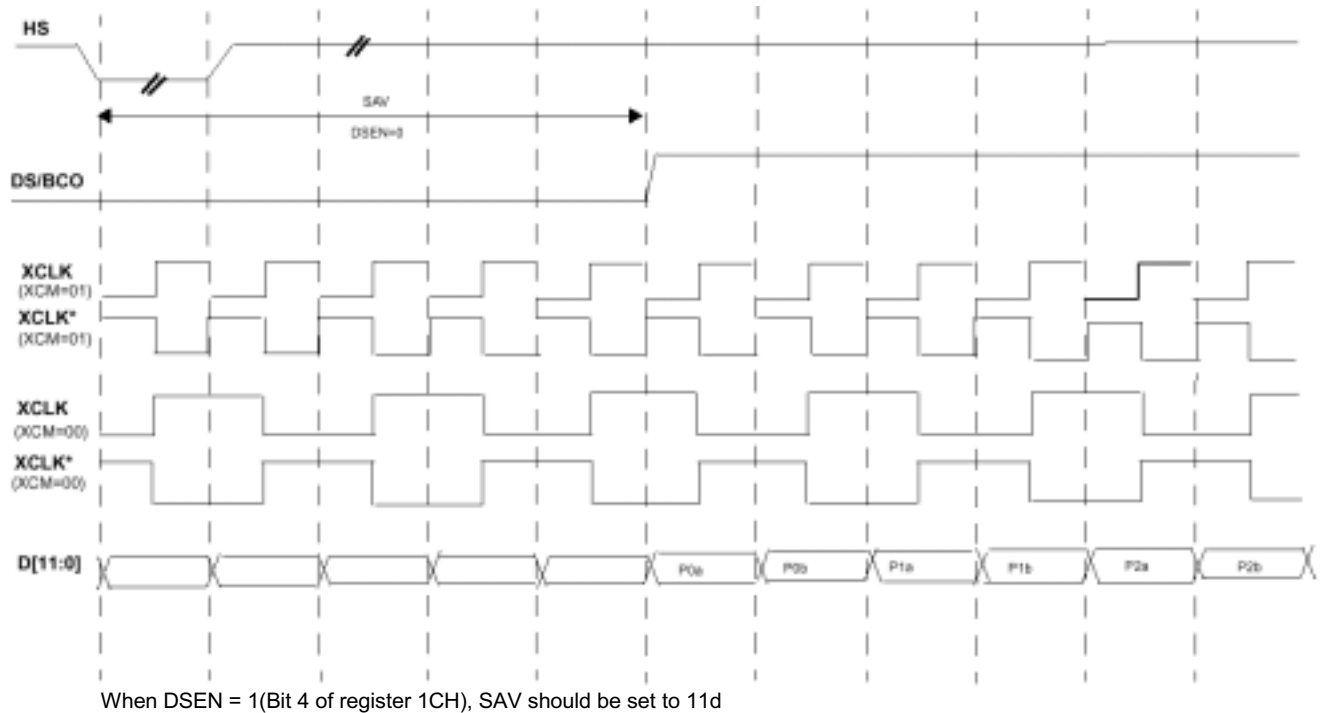 HS
SAV
DSEN=0
DS/BCO
XCLK
(XCM=01)
XCLK*
(XCM=01)
XCLK
(XCM=00)
XCLK*
(XCM=00)
D[11:0]
P0a
P0b
P1a
P1b
P2a
P2b
When DSEN = 1(Bit 4 of register 1CH), SAV should be set to 11d